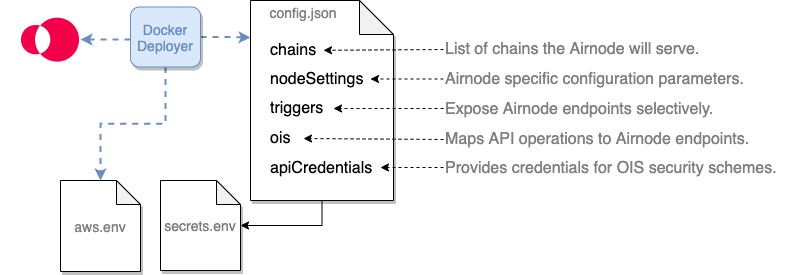 config.json
Docker
Deployer
chains
List of chains the Airnode will serve.
nodeSettings
Airnode specific configuration parameters.
triggers
Expose Airnode endpoints selectively.
ois
Maps API operations to Airnode endpoints.
apiCredentials
Provides credentials for OIS security schemes.
aws.env
secrets.env